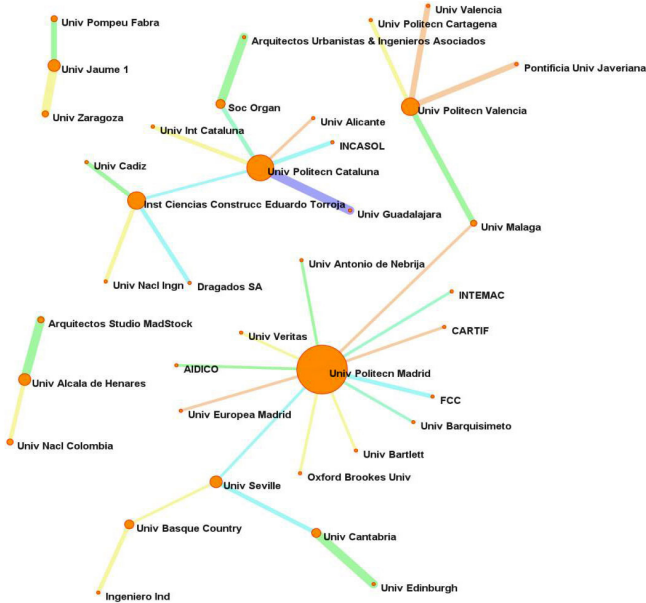 Univ Valencia
Univ Pompeu Fabra
Univ Politecn Cartagena
Arquitectos Urbanistas & Ingenieros Asociados
Univ Jaume 1
Pontificia Univ Javeriana
Soc Organ
Univ Politecn Valencia
Univ Zaragoza
Univ Alicante
Univ Int Cataluna
INCASOL
Univ Cadiz
Univ Politecn Cataluna
Inst Ciencias Construcc Eduardo Torroja
Univ Guadalajara
Univ Malaga
Univ Antonio de Nebrija
Univ Nacl Ingn
Dragados SA
INTEMAC
Arquitectos Studio MadStock
CARTIF
Univ Veritas
AIDICO
Univ Politecn Madrid
Univ Alcala de Henares
FCC
Univ Europea Madrid
Univ Barquisimeto
Univ Nacl Colombia
Univ Bartlett
Oxford Brookes Univ
Univ Seville
Univ Basque Country
Univ Cantabria
Univ Edinburgh
Ingeniero Ind